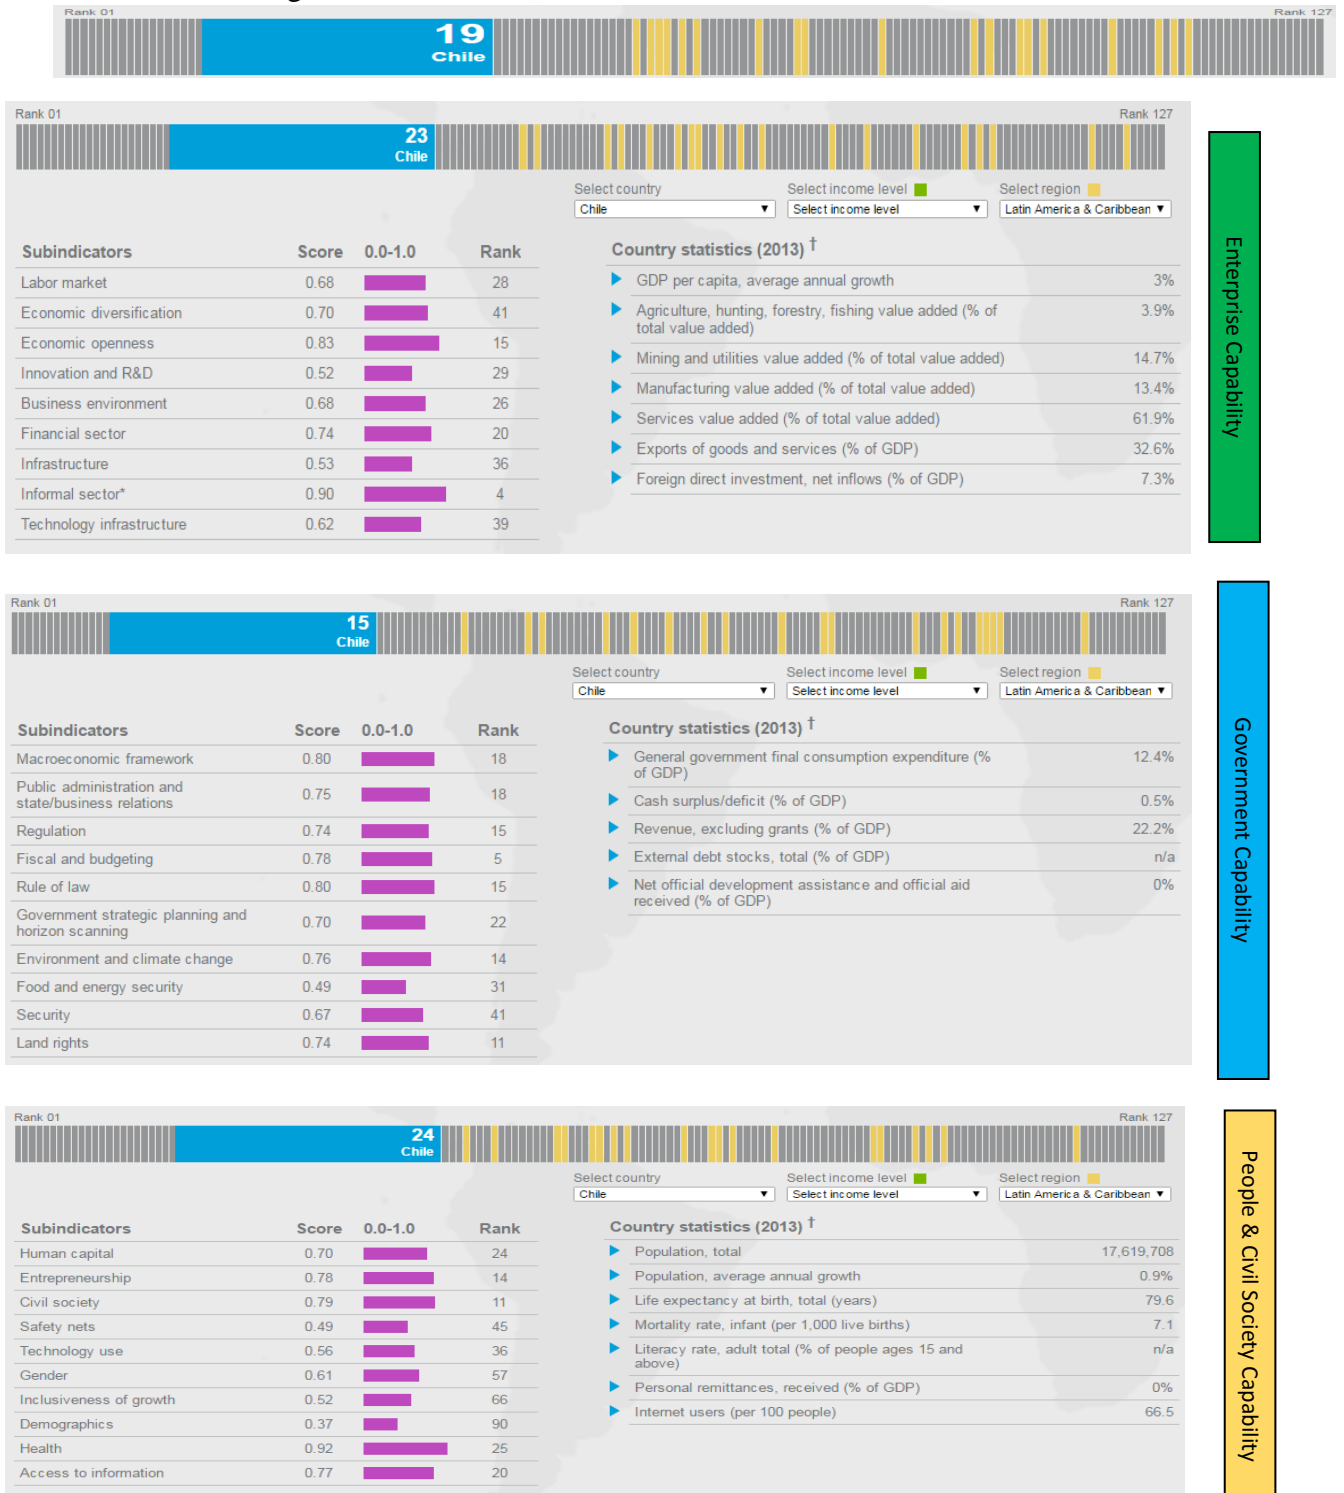 Rank 01
Rank 127
19
Chile
Rank 01
Rank 127
23
Chile
Select country
Select income level
Select region
Chile
Select income level
Latin America & Caribbean
Subindicators Score 0.0-1.0 Rank
Labor market 0.68 28
Economic diversification 0.70 41
Economic openness 0.83 15
Innovation and R&D 0.52 29
Business environment 0.68 26
Financial sector 0.74 20
Infrastructure 0.53 36
Informal sector* 0.90 4
Technology infrastructure 0.62 39
Country statistics (2013) †
GDP per capita, average annual growth 3%
Agriculture, hunting, forestry, fishing value added (% of
total value added) 3.9%
Mining and utilities value added (% of total value added) 14.7%
Manufacturing value added (% of total value added) 13.4%
Services value added (% of total value added) 61.9%
Exports of goods and services (% of GDP) 32.6%
Foreign direct investment, net inflows (% of GDP) 7.3%
Enterprise Capability
Rank 01
Rank 127
15
Chile
Select country
Select income level
Select region
Chile
Select income level
Latin America & Caribbean
Subindicators Score 0.0-1.0 Rank
Macroeconomic framework 0.80 18
Public administration and
state/business relations 0.75 18
Regulation 0.74 15
Fiscal and budgeting 0.78 5
Rule of law 0.80 15
Government strategic planning and
horizon scanning 0.70 22
Environment and climate change 0.76 14
Food and energy security 0.49 31
Security 0.67 41
Land rights 0.74 11
Country statistics (2013) †
General government final consumption expenditure (%
of GDP) 12.4%
Cash surplus/deficit (% of GDP) 0.5%
Revenue, excluding grants (% of GDP) 22.2%
External debt stocks, total (% of GDP) n/a
Net official development assistance and official aid
received (% of GDP) 0%
Government Capability
Rank 01
Rank 127
24
Chile
Select country
Select income level
Select region
Chile
Select income level
Latin America & Caribbean
Subindicators Score 0.0-1.0 Rank
Human capital 0.70 24
Entrepreneurship 0.78 14
Civil society 0.79 11
Safety nets 0.49 45
Technology use 0.56 36
Gender 0.61 57
Inclusiveness of growth 0.52 66
Demographics 0.37 90
Health 0.92 25
Access to information 0.77 20
Country statistics (2013) †
Population, total 17,619,708
Population, average annual growth 0.9%
Life expectancy at birth, total (years) 79.6
Mortality rate, infant (per 1,000 live births) 7.1
Literacy rate, adult total (% of people ages 15 and
above) n/a
Personal remittances, received (% of GDP) 0%
Internet users (per 100 people) 66.5
People & Civil Society Capability